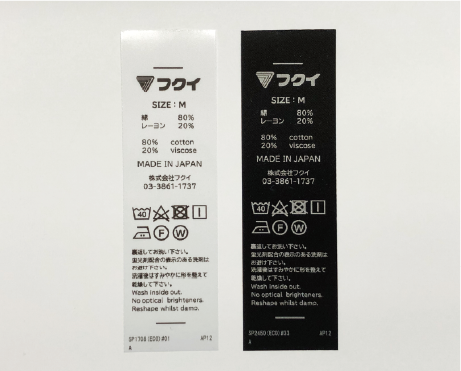 フクイ
SIZE : M
綿 80%
レーヨン 20%
80% cotton
20% viscose
MADE IN JAPAN
株式会社フクイ
03-3861-1737
40
F W
裏返してお洗い下さい。
蛍光剤配合の表示のある洗剤は
お避け下さい。
洗濯後はすみやかに形を整えて
乾燥して下さい。
Wash inside out.
No optical brighteners.
Reshape whilst damp.
SP1708(ECO)#01 AP12
A
フクイ
SIZE : M
綿 80%
レーヨン 20%
80% cotton
20% viscose
MADE IN JAPAN
株式会社フクイ
03-3861-1737
40
F W
裏返してお洗い下さい。
蛍光剤配合の表示のある洗剤は
お避け下さい。
洗濯後はすみやかに形を整えて
乾燥して下さい。
Wash inside out.
No optical brighteners.
Reshape whilst damp.
AP12
A